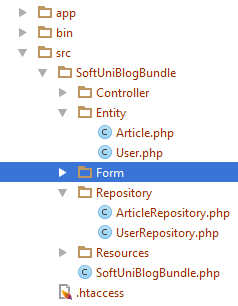 app
bin
src
SoftUniBlogBundle
Controller
Entity
Article.php
User.php
Form
Repository
ArticleRepository.php
UserRepository.php
Resources
SoftUniBlogBundle.php
.htaccess